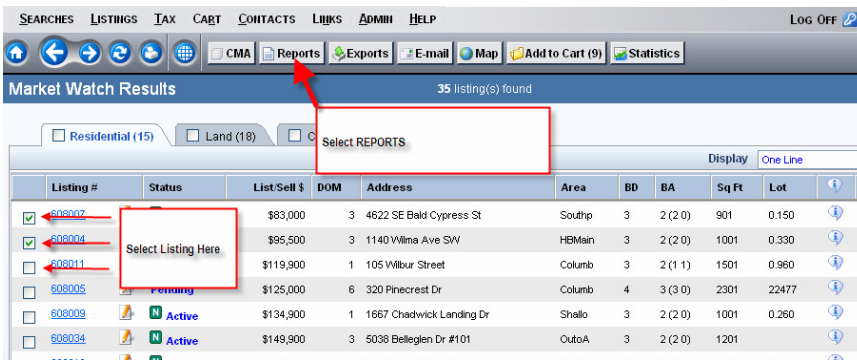 SEARCHES LISTINGS TAX CART CONTACTS LINKS ADMIN HELP LOG OFF
CMA Reports Exports E-mail Map Add to Cart (9) Statistics
Market Watch Results 35 listing(s) found
Residential (15) Land (18) C
Select REPORTS
Display One Line
Listing # Status List/Sell $ DOM Address Area BD BA Sq Ft Lot
608007 $83,000 3 4622 SE Bald Cypress St Southp 3 2 (2 0) 901 0.150
608004 $95,500 3 1140 Wilma Ave SW HBMain 3 2 (2 0) 1001 0.330
Select Listing Here
608011 $119,900 1 105 Wilbur Street Columb 3 2 (1 1) 1501 0.960
608005 Pending $125,000 6 320 Pinecrest Dr Columb 4 3 (3 0) 2301 22477
608009 N Active $134,900 1 1667 Chadwick Landing Dr Shallo 3 2 (2 0) 1001 0.260
608034 N Active $149,900 3 5038 Belleglen Dr #101 OutoA 3 2 (2 0) 1201